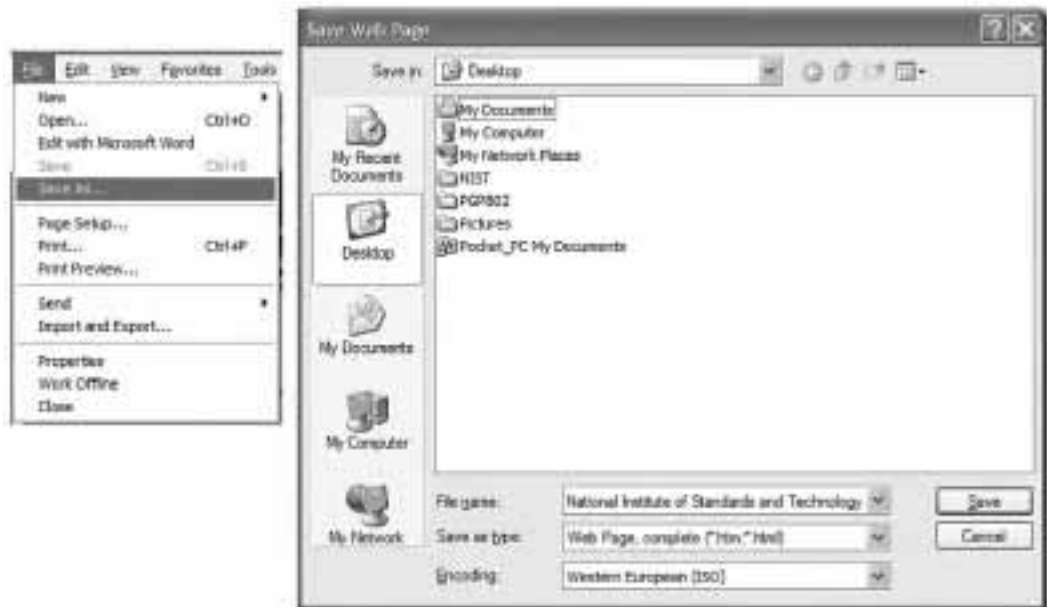 File Edit View Favorites Tools
New
Open... Ctrl+O
Edit with Microsoft Word
Save Ctrl+S
Save As...
Page Setup...
Print... Ctrl+P
Print Preview...
Send
Import and Export...
Properties
Work Offline
Close
Save Web Page
Save in: Desktop
My Recent
Documents
Desktop
My Documents
My Computer
My Network
My Documents
My Computer
My Network Places
NIST
PGP802
Pictures
Pocket_PC My Documents
File name: National Institute of Standards and Technology
Save
Save as type: Web Page, complete (*.htm;*.html)
Cancel
Encoding: Western European (ISO)